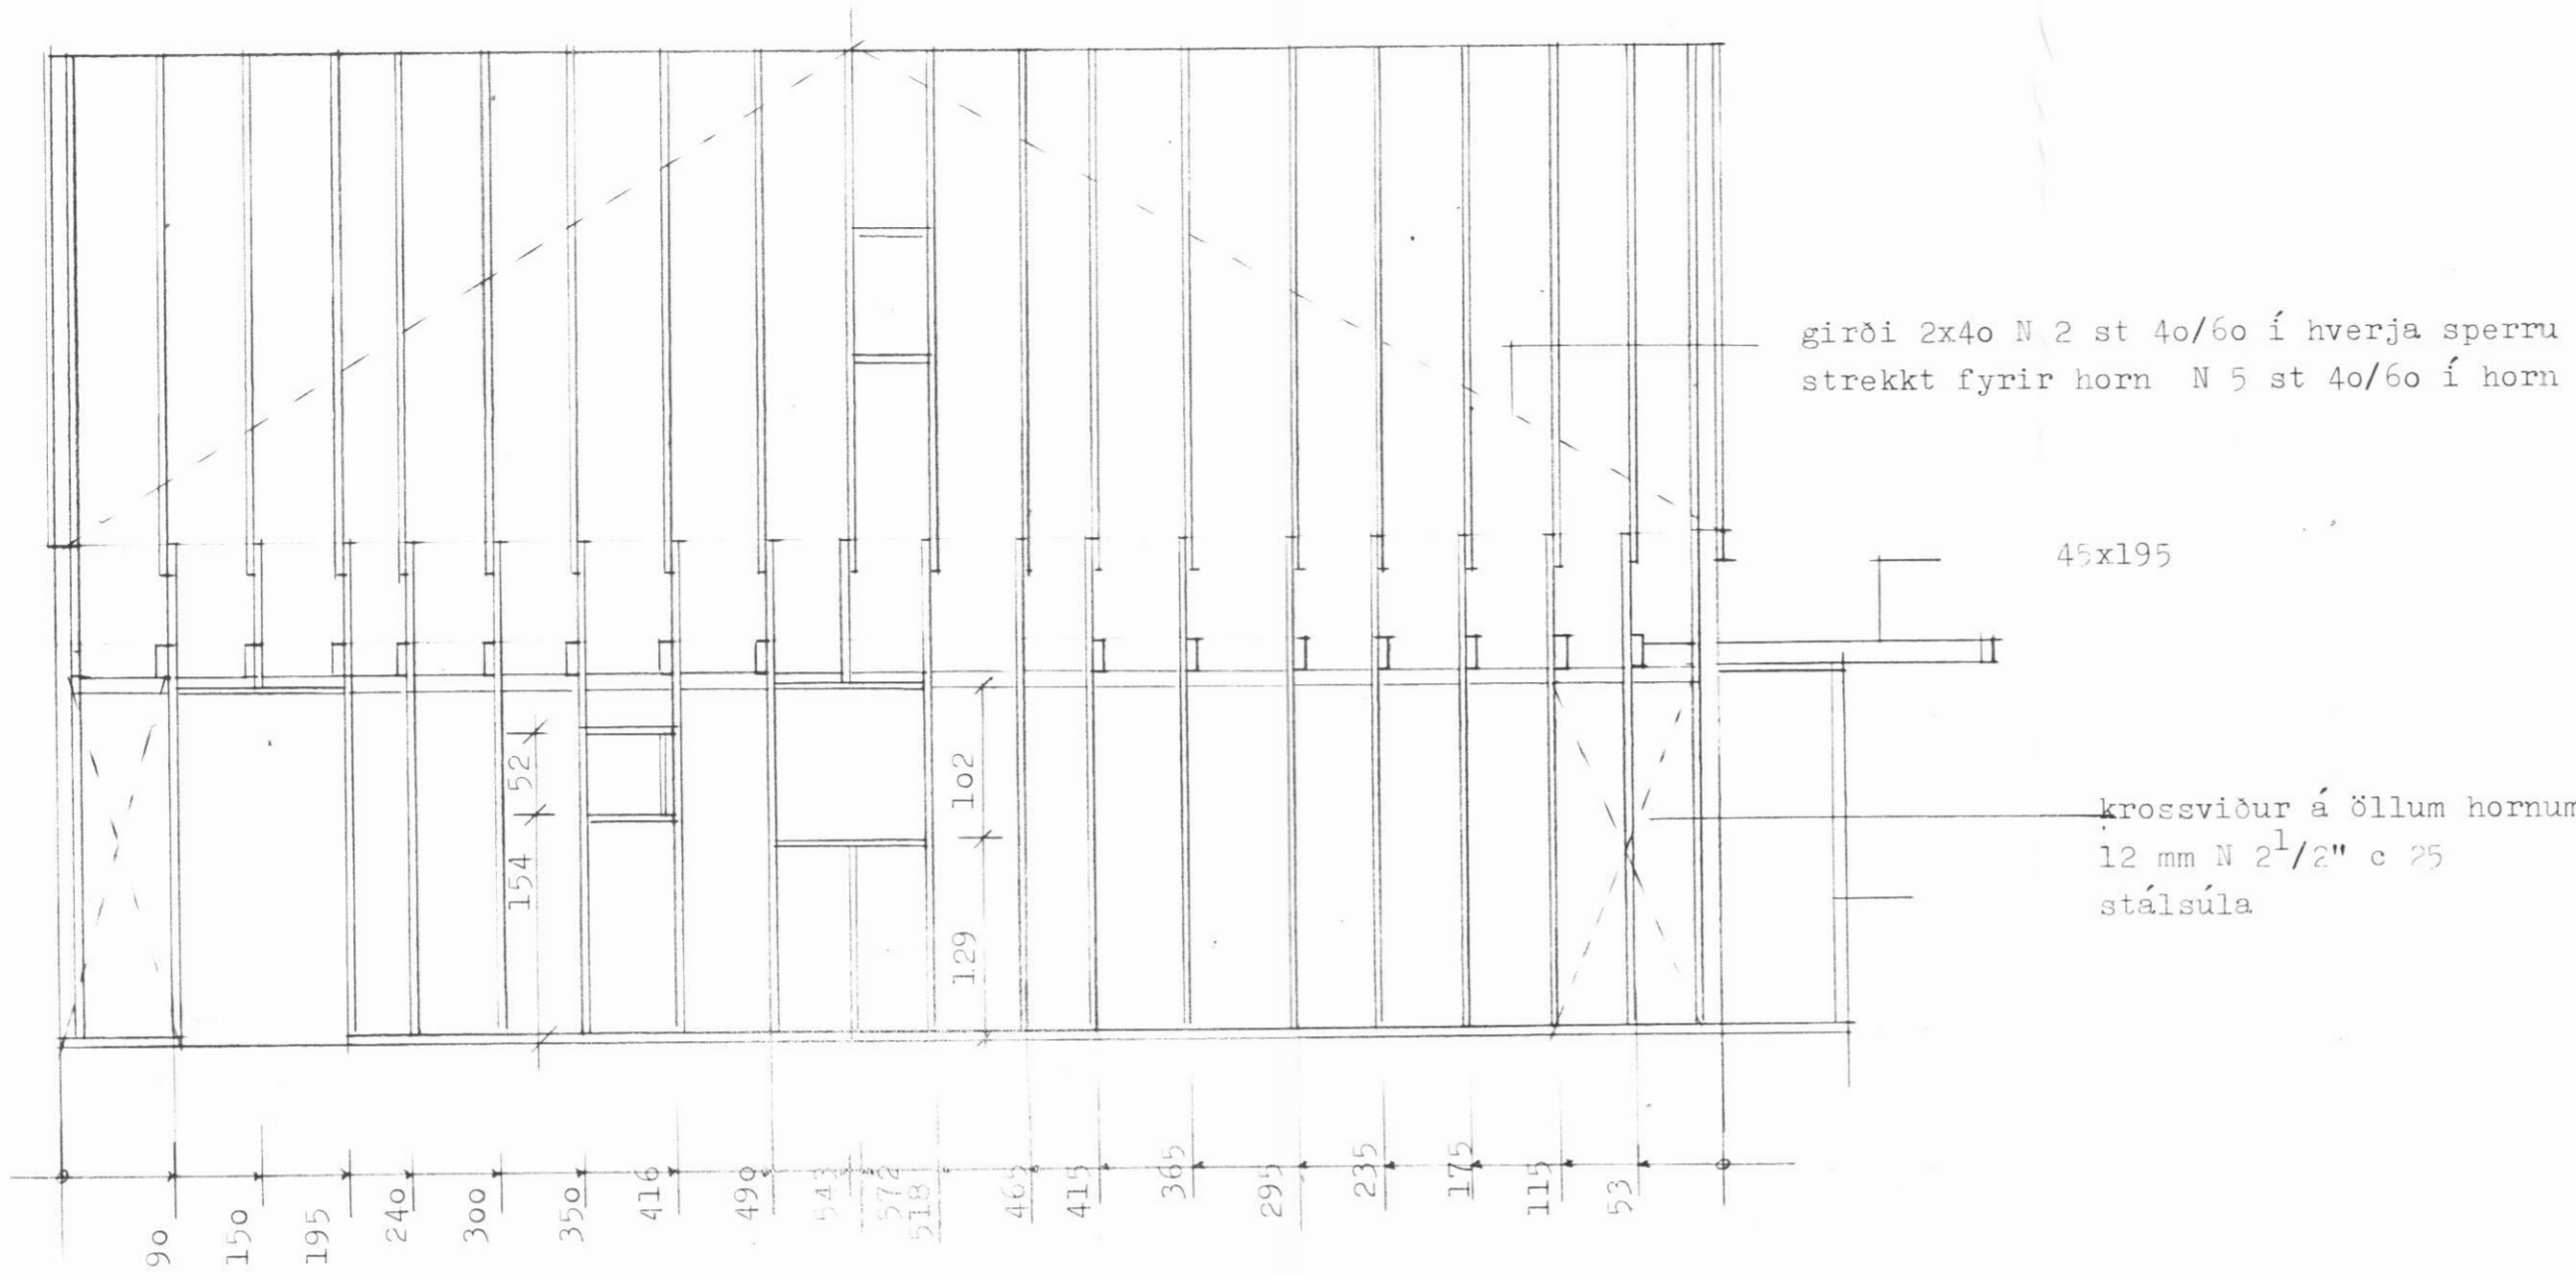 girði 2x4o N 2 st 4o/6o í hverja sperru
strekkt fyrir horn N 5 st 4o/6o í horn
45x195
krossviður á öllum hornum
12 mm N 2 1/2" c 25
stálsúla
52
154
1o2
129
9o
15o
195
24o
3oo
35o
416
49o
543
572
518
465
415
365
295
235
175
115
53